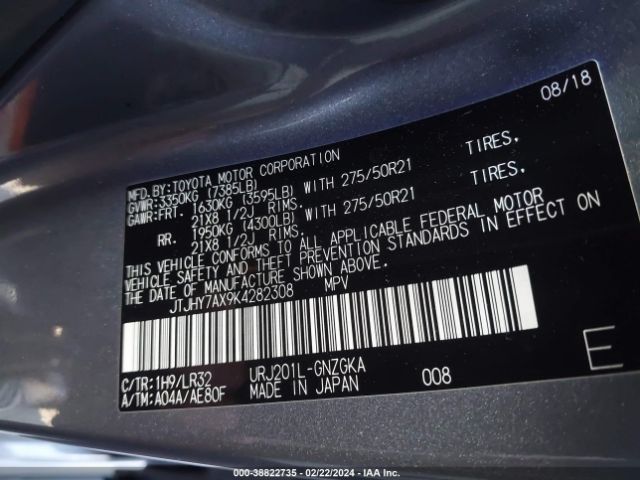 08/18
MFD.BY:TOYOTA MOTOR CORPORATION
GVWR:3350KG (7385LB)
GAWR:FRT. 1630KG (3595LB) WITH 275/50R21 TIRES,
21X8 1/2J RIMS.
RR. 1950KG (4300LB) WITH 275/50R21 TIRES,
21X8 1/2J RIMS.
THIS VEHICLE CONFORMS TO ALL APPLICABLE FEDERAL MOTOR
VEHICLE SAFETY AND THEFT PREVENTION STANDARDS IN EFFECT ON
THE DATE OF MANUFACTURE SHOWN ABOVE.
JTJHY7AX9K4282308 MPV
C/TR:1H9/LR32 URJ201L-GNZGKA
A/TM:A04A/AE80F MADE IN JAPAN 008 E
000-38822735 - 02/22/2024 - IAA Inc.